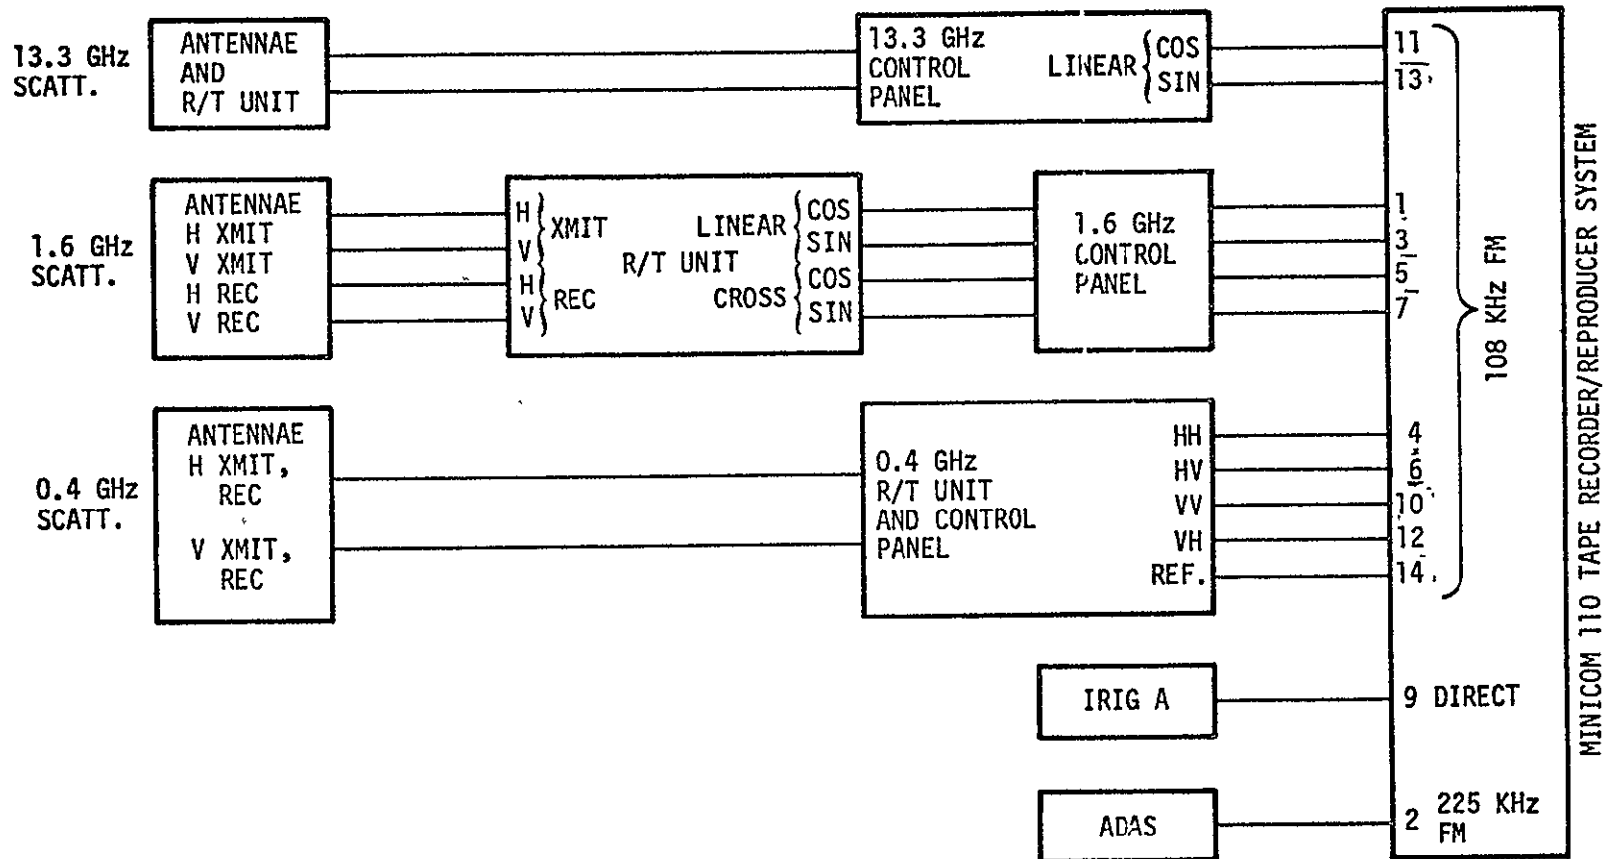 13.3 GHz
SCATT.
ANTENNAE
AND
R/T UNIT
13.3 GHz
CONTROL
PANEL
LINEAR
COS
SIN
11
13
1.6 GHz
SCATT.
ANTENNAE
H XMIT
V XMIT
H REC
V REC
H
V
XMIT
H
V
REC
R/T UNIT
LINEAR
COS
SIN
CROSS
COS
SIN
1.6 GHz
CONTROL
PANEL
1
3
5
7
0.4 GHz
SCATT.
ANTENNAE
H XMIT,
REC
V XMIT,
REC
0.4 GHz
R/T UNIT
AND CONTROL
PANEL
HH
HV
VV
VH
REF.
4
6
10
12
14
108 KHz FM
IRIG A
9 DIRECT
ADAS
2 225 KHz
FM
MINICOM 110 TAPE RECORDER/REPRODUCER SYSTEM